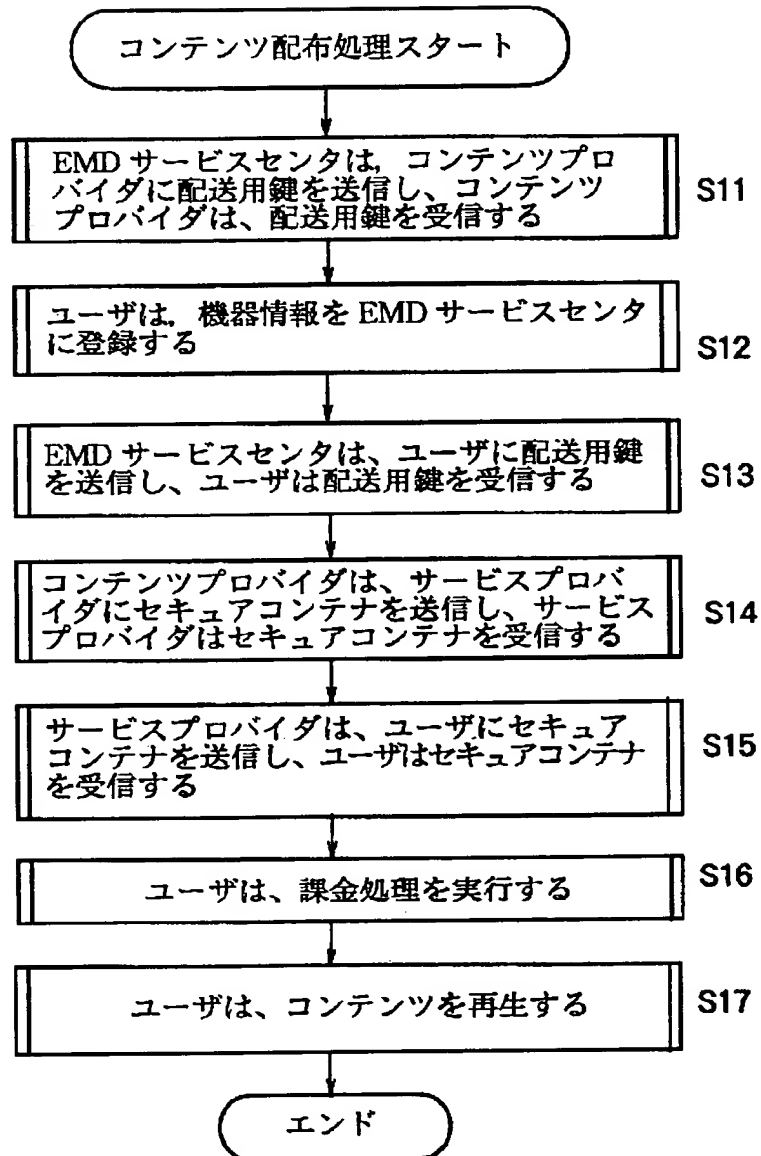 コンテンツ配布処理スタート
EMD サービスセンタは，コンテンツプロ
バイダに配送用鍵を送信し、コンテンツ
プロバイダは、配送用鍵を受信する
S11
ユーザは，機器情報を EMD サービスセンタ
に登録する
S12
EMD サービスセンタは、ユーザに配送用鍵
を送信し、ユーザは配送用鍵を受信する
S13
コンテンツプロバイダは、サービスプロバ
イダにセキュアコンテナを送信し、サービス
プロバイダはセキュアコンテナを受信する
S14
サービスプロバイダは、ユーザにセキュア
コンテナを送信し、ユーザはセキュアコンテナ
を受信する
S15
ユーザは、課金処理を実行する
S16
ユーザは、コンテンツを再生する
S17
エンド